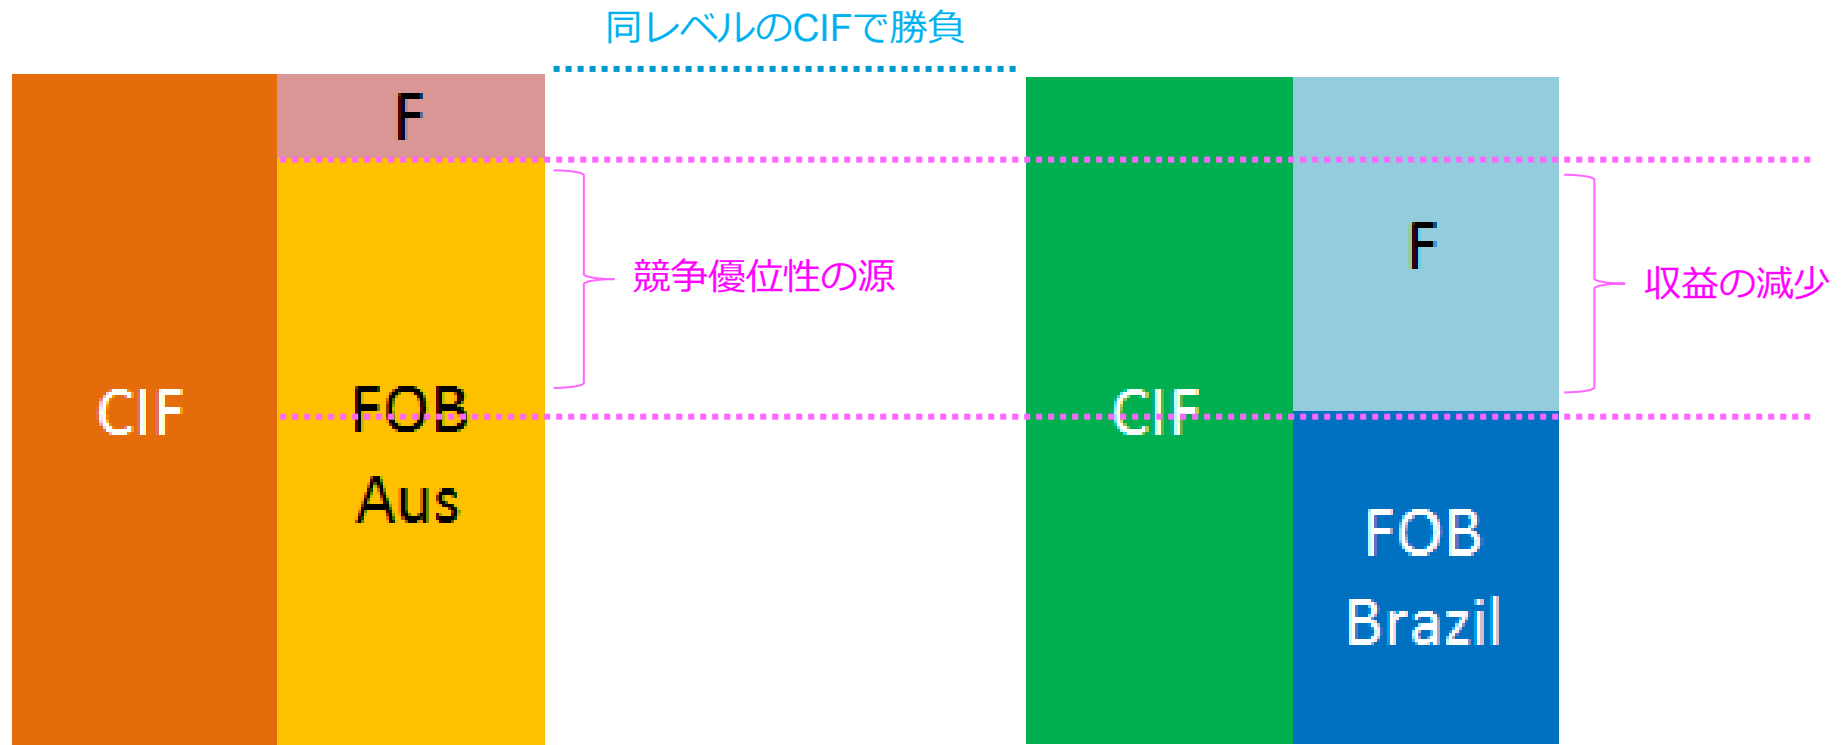 同レベルのCIFで勝負
F
競争優位性の源
CIF
FOB
Aus
F
収益の減少
CIF
FOB
Brazil